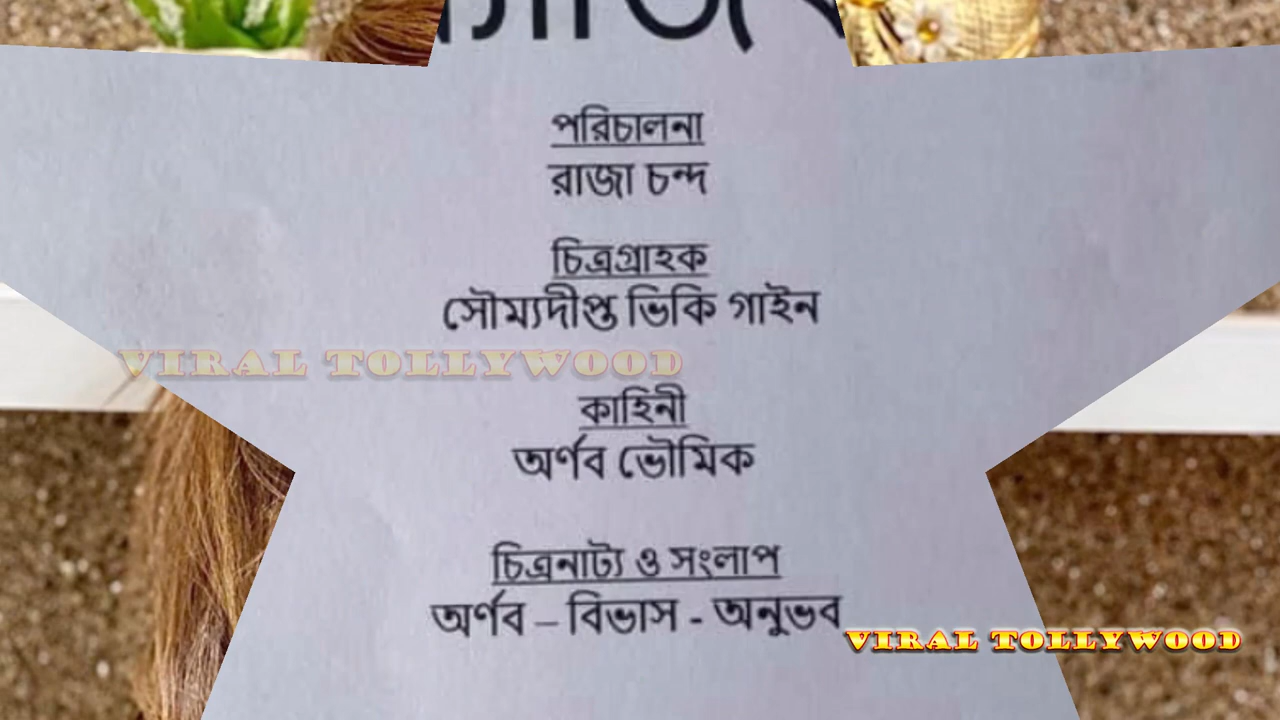 পরিচালনা
রাজা চন্দ
চিত্রগ্রাহক
সৌম্যদীপ্ত ভিকি গাইন
VIRAL TOLLYWOOD
কাহিনী
অর্ণব ভৌমিক
চিত্রনাট্য ও সংলাপ
অর্ণব – বিভাস - অনুভব
VIRAL TOLLYWOOD